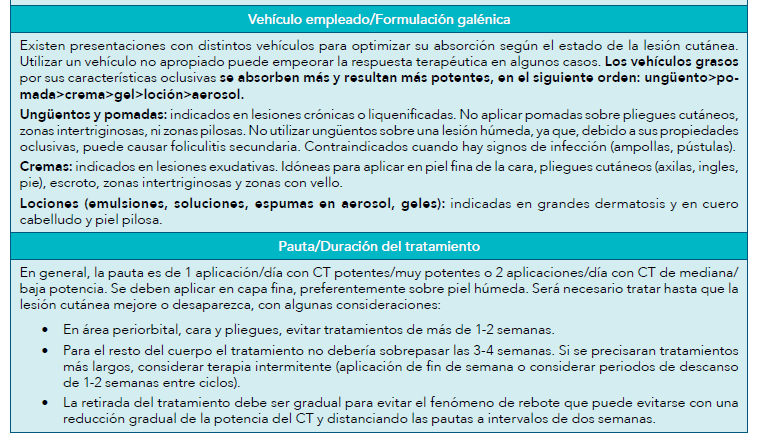 Vehículo empleado/Formulación galénica
Existen presentaciones con distintos vehículos para optimizar su absorción según el estado de la lesión cutánea.
Utilizar un vehículo no apropiado puede empeorar la respuesta terapéutica en algunos casos. Los vehículos grasos
por sus características oclusivas se absorben más y resultan más potentes, en el siguiente orden: ungüento>po-
mada>crema>gel>loción>aerosol.
Ungüentos y pomadas: indicados en lesiones crónicas o liquenificadas. No aplicar pomadas sobre pliegues cutáneos,
zonas intertriginosas, ni zonas pilosas. No utilizar ungüentos sobre una lesión húmeda, ya que, debido a sus propiedades
oclusivas, puede causar foliculitis secundaria. Contraindicados cuando hay signos de infección (ampollas, pústulas).
Cremas: indicados en lesiones exudativas. Idóneas para aplicar en piel fina de la cara, pliegues cutáneos (axilas, ingles,
pie), escroto, zonas intertriginosas y zonas con vello.
Lociones (emulsiones, soluciones, espumas en aerosol, geles): indicadas en grandes dermatosis y en cuero
cabelludo y piel pilosa.
Pauta/Duración del tratamiento
En general, la pauta es de 1 aplicación/día con CT potentes/muy potentes o 2 aplicaciones/día con CT de mediana/
baja potencia. Se deben aplicar en capa fina, preferentemente sobre piel húmeda. Será necesario tratar hasta que la
lesión cutánea mejore o desaparezca, con algunas consideraciones:
• En área periorbital, cara y pliegues, evitar tratamientos de más de 1-2 semanas.
• Para el resto del cuerpo el tratamiento no debería sobrepasar las 3-4 semanas. Si se precisaran tratamientos
más largos, considerar terapia intermitente (aplicación de fin de semana o considerar periodos de descanso
de 1-2 semanas entre ciclos).
• La retirada del tratamiento debe ser gradual para evitar el fenómeno de rebote que puede evitarse con una
reducción gradual de la potencia del CT y distanciando las pautas a intervalos de dos semanas.